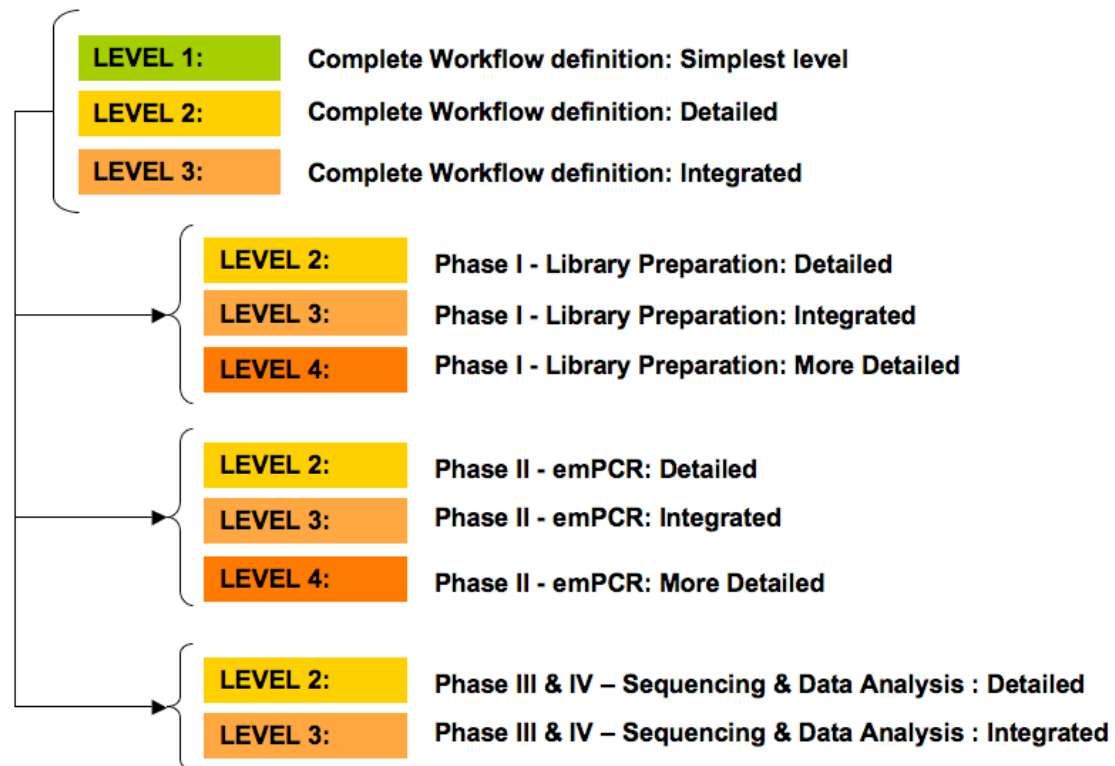 LEVEL 1: Complete Workflow definition: Simplest level
LEVEL 2: Complete Workflow definition: Detailed
LEVEL 3: Complete Workflow definition: Integrated
LEVEL 2: Phase I - Library Preparation: Detailed
LEVEL 3: Phase I - Library Preparation: Integrated
LEVEL 4: Phase I - Library Preparation: More Detailed
LEVEL 2: Phase II - emPCR: Detailed
LEVEL 3: Phase II - emPCR: Integrated
LEVEL 4: Phase II - emPCR: More Detailed
LEVEL 2: Phase III & IV – Sequencing & Data Analysis : Detailed
LEVEL 3: Phase III & IV – Sequencing & Data Analysis : Integrated